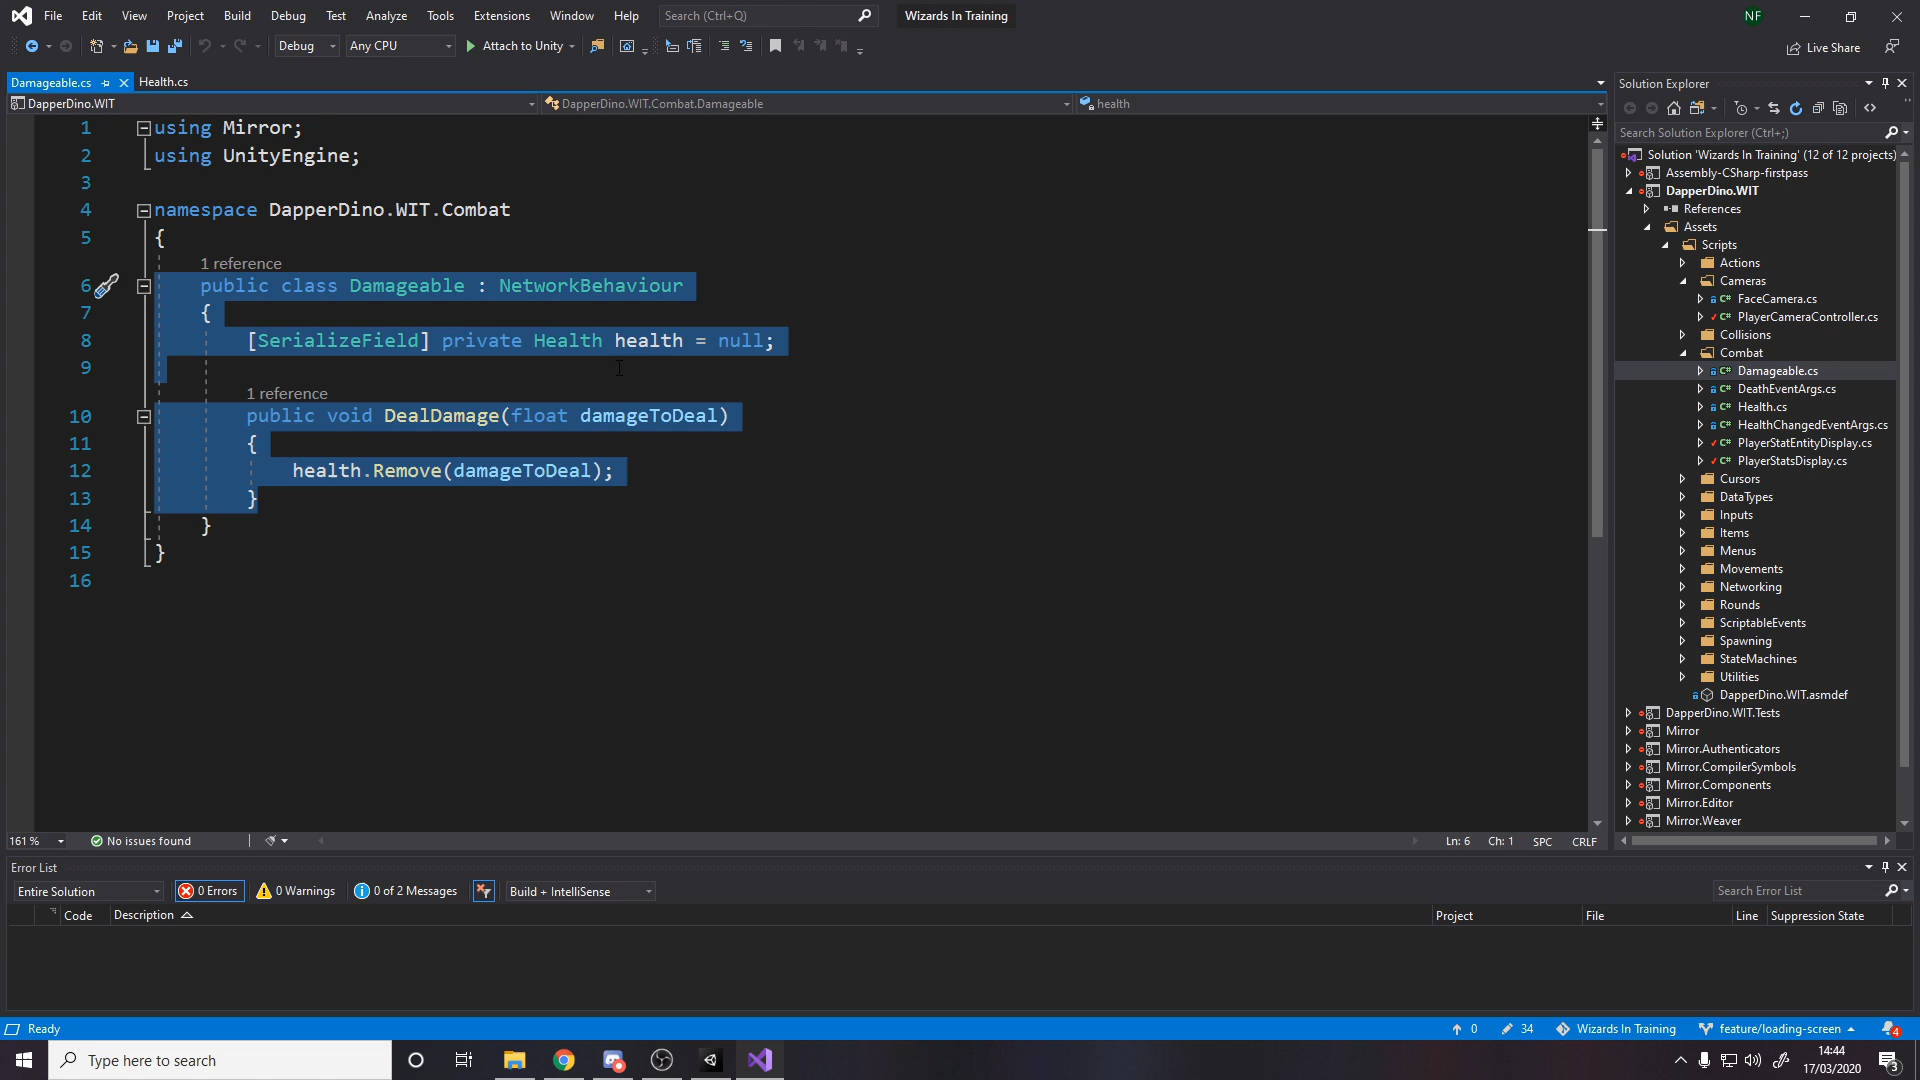 File Edit View Project Build Debug Test Analyze Tools Extensions Window Help Search (Ctrl+Q) Wizards In Training NF
Debug Any CPU Attach to Unity Live Share
Damageable.cs Health.cs
DapperDino.WIT DapperDino.WIT.Combat.Damageable health
1 using Mirror;
2 using UnityEngine;
3
4 namespace DapperDino.WIT.Combat
5 {
1 reference
6 public class Damageable : NetworkBehaviour
7 {
8 [SerializeField] private Health health = null;
9
1 reference
10 public void DealDamage(float damageToDeal)
11 {
12 health.Remove(damageToDeal);
13 }
14 }
15 }
16
161 % No issues found Ln: 6 Ch: 1 SPC CRLF
Solution Explorer
Search Solution Explorer (Ctrl+;)
Solution 'Wizards In Training' (12 of 12 projects)
Assembly-CSharp-firstpass
DapperDino.WIT
References
Assets
Scripts
Actions
Cameras
C# FaceCamera.cs
C# PlayerCameraController.cs
Collisions
Combat
C# Damageable.cs
C# DeathEventArgs.cs
C# Health.cs
C# HealthChangedEventArgs.cs
C# PlayerStatEntityDisplay.cs
C# PlayerStatsDisplay.cs
Cursors
DataTypes
Inputs
Items
Menus
Movements
Networking
Rounds
ScriptableEvents
Spawning
StateMachines
Utilities
DapperDino.WIT.asmdef
DapperDino.WIT.Tests
Mirror
Mirror.Authenticators
Mirror.CompilerSymbols
Mirror.Components
Mirror.Editor
Mirror.Weaver
Error List
Entire Solution 0 Errors 0 Warnings 0 of 2 Messages Build + IntelliSense Search Error List
Code Description Project File Line Suppression State
Ready 0 34 Wizards In Training feature/loading-screen 4
Type here to search 14:44
17/03/2020 3